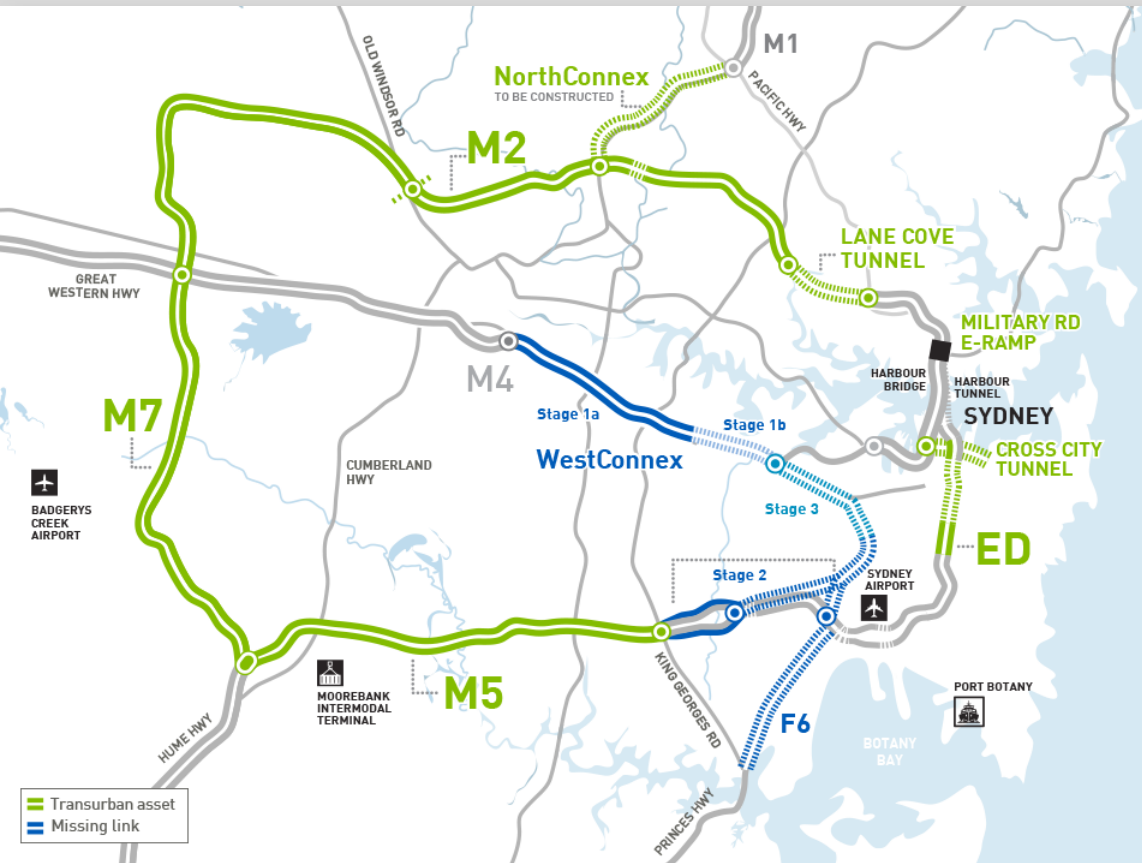 M1
OLD WINDSOR RD
NorthConnex
TO BE CONSTRUCTED
PACIFIC HWY
M2
LANE COVE
TUNNEL
GREAT
WESTERN HWY
MILITARY RD
E-RAMP
HARBOUR
BRIDGE
HARBOUR
TUNNEL
M4
SYDNEY
M7
Stage 1a
Stage 1b
WestConnex
CROSS CITY
TUNNEL
CUMBERLAND
HWY
BADGERYS
CREEK
AIRPORT
Stage 3
ED
Stage 2
SYDNEY
AIRPORT
MOOREBANK
INTERMODAL
TERMINAL
M5
KING GEORGES RD
PORT BOTANY
F6
HUME HWY
BOTANY
BAY
PRINCES HWY
Transurban asset
Missing link